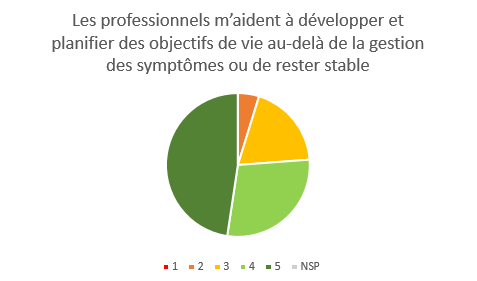 Les professionnels m’aident à développer et
planifier des objectifs de vie au-delà de la gestion
des symptômes ou de rester stable
1 2 3 4 5 NSP